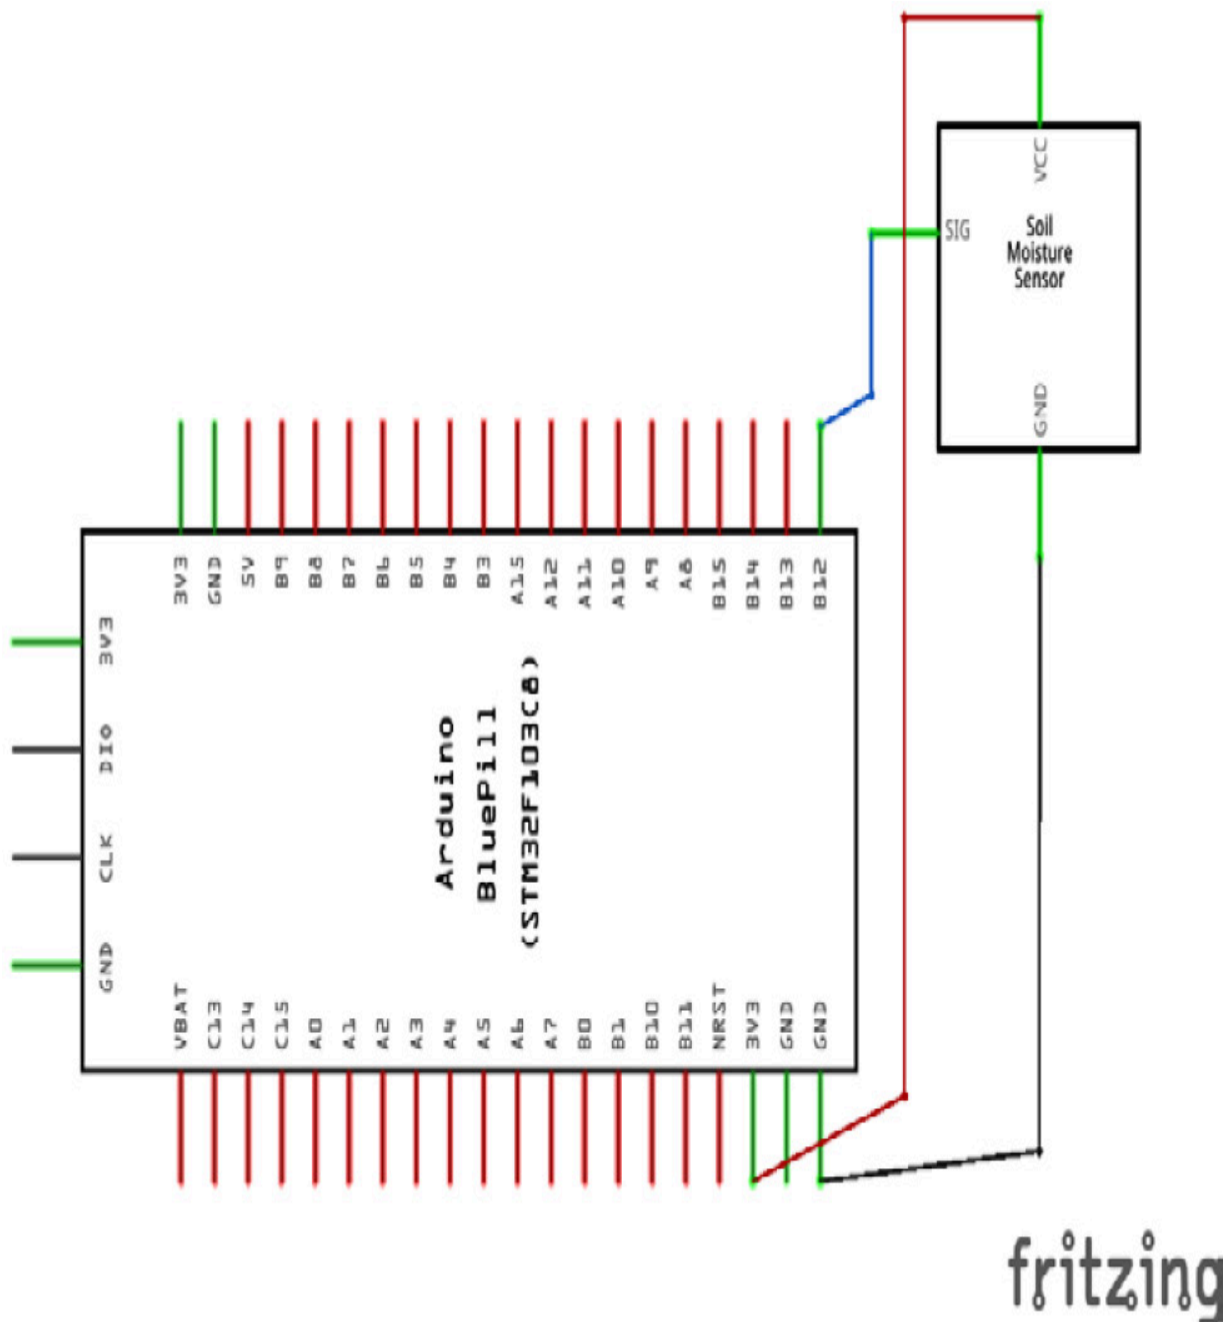 VCC
SIG
Soil
Moisture
Sensor
GND
3V3
GND
5V
B9
B8
B7
B6
B5
B4
B3
A15
A12
A11
A10
A9
A8
B15
B14
B13
B12
3V3
DIO
CLK
GND
Arduino
BluePill
(STM32F103C8)
VBAT
C13
C14
C15
A0
A1
A2
A3
A4
A5
A6
A7
B0
B1
B10
B11
NRST
3V3
GND
GND
fritzing